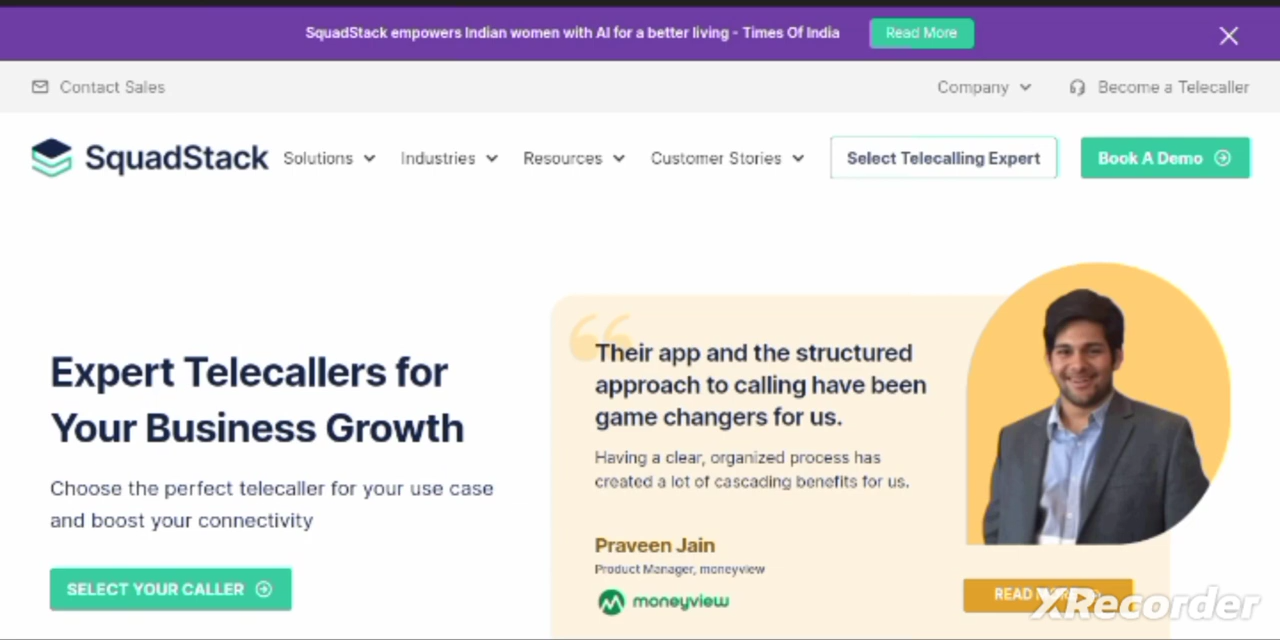 SquadStack empowers Indian women with AI for a better living - Times Of India
Read More
Contact Sales
Company
Become a Telecaller
SquadStack
Solutions
Industries
Resources
Customer Stories
Select Telecalling Expert
Book A Demo
Expert Telecallers for
Your Business Growth
Choose the perfect telecaller for your use case
and boost your connectivity
SELECT YOUR CALLER
Their app and the structured
approach to calling have been
game changers for us.
Having a clear, organized process has
created a lot of cascading benefits for us.
Praveen Jain
Product Manager, moneyview
moneyview
READ MORE
XRecorder